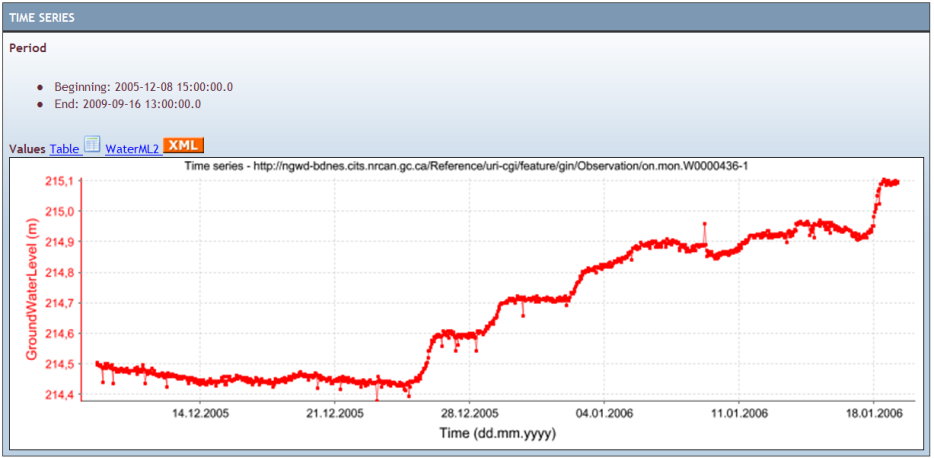 TIME SERIES
Period
Beginning: 2005-12-08 15:00:00.0
End: 2009-09-16 13:00:00.0
Values Table WaterML2 XML
Time series - http://ngwd-bdnes.cits.nrcan.gc.ca/Reference/uri-cgi/feature/gin/Observation/on.mon.W0000436-1
GroundWaterLevel (m)
215,1
215,0
214,9
214,8
214,7
214,6
214,5
214,4
14.12.2005 21.12.2005 28.12.2005 04.01.2006 11.01.2006 18.01.2006
Time (dd.mm.yyyy)